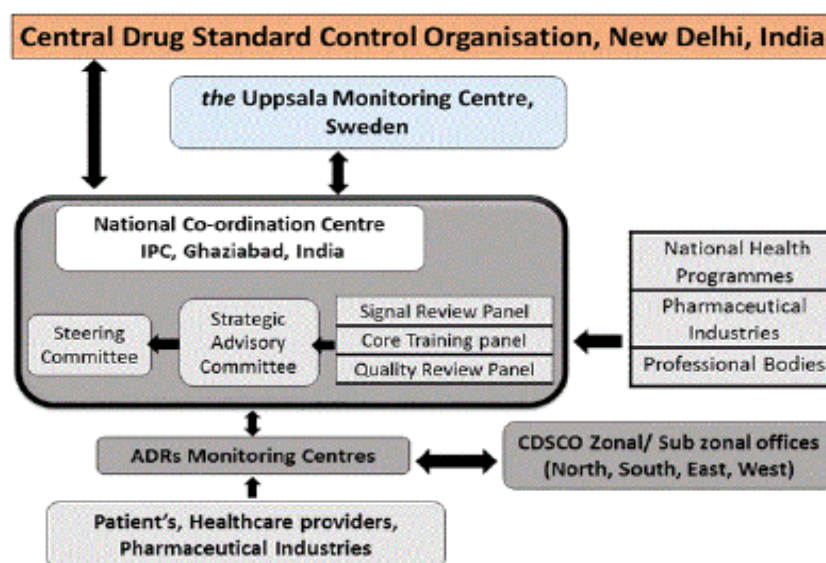 Central Drug Standard Control Organisation, New Delhi, India
the Uppsala Monitoring Centre,
Sweden
National Co-ordination Centre
IPC, Ghaziabad, India
Steering
Committee
Strategic
Advisory
Committee
Signal Review Panel
Core Training panel
Quality Review Panel
National Health
Programmes
Pharmaceutical
Industries
Professional Bodies
ADRs Monitoring Centres
CDSCO Zonal/ Sub zonal offices
(North, South, East, West)
Patient's, Healthcare providers,
Pharmaceutical Industries